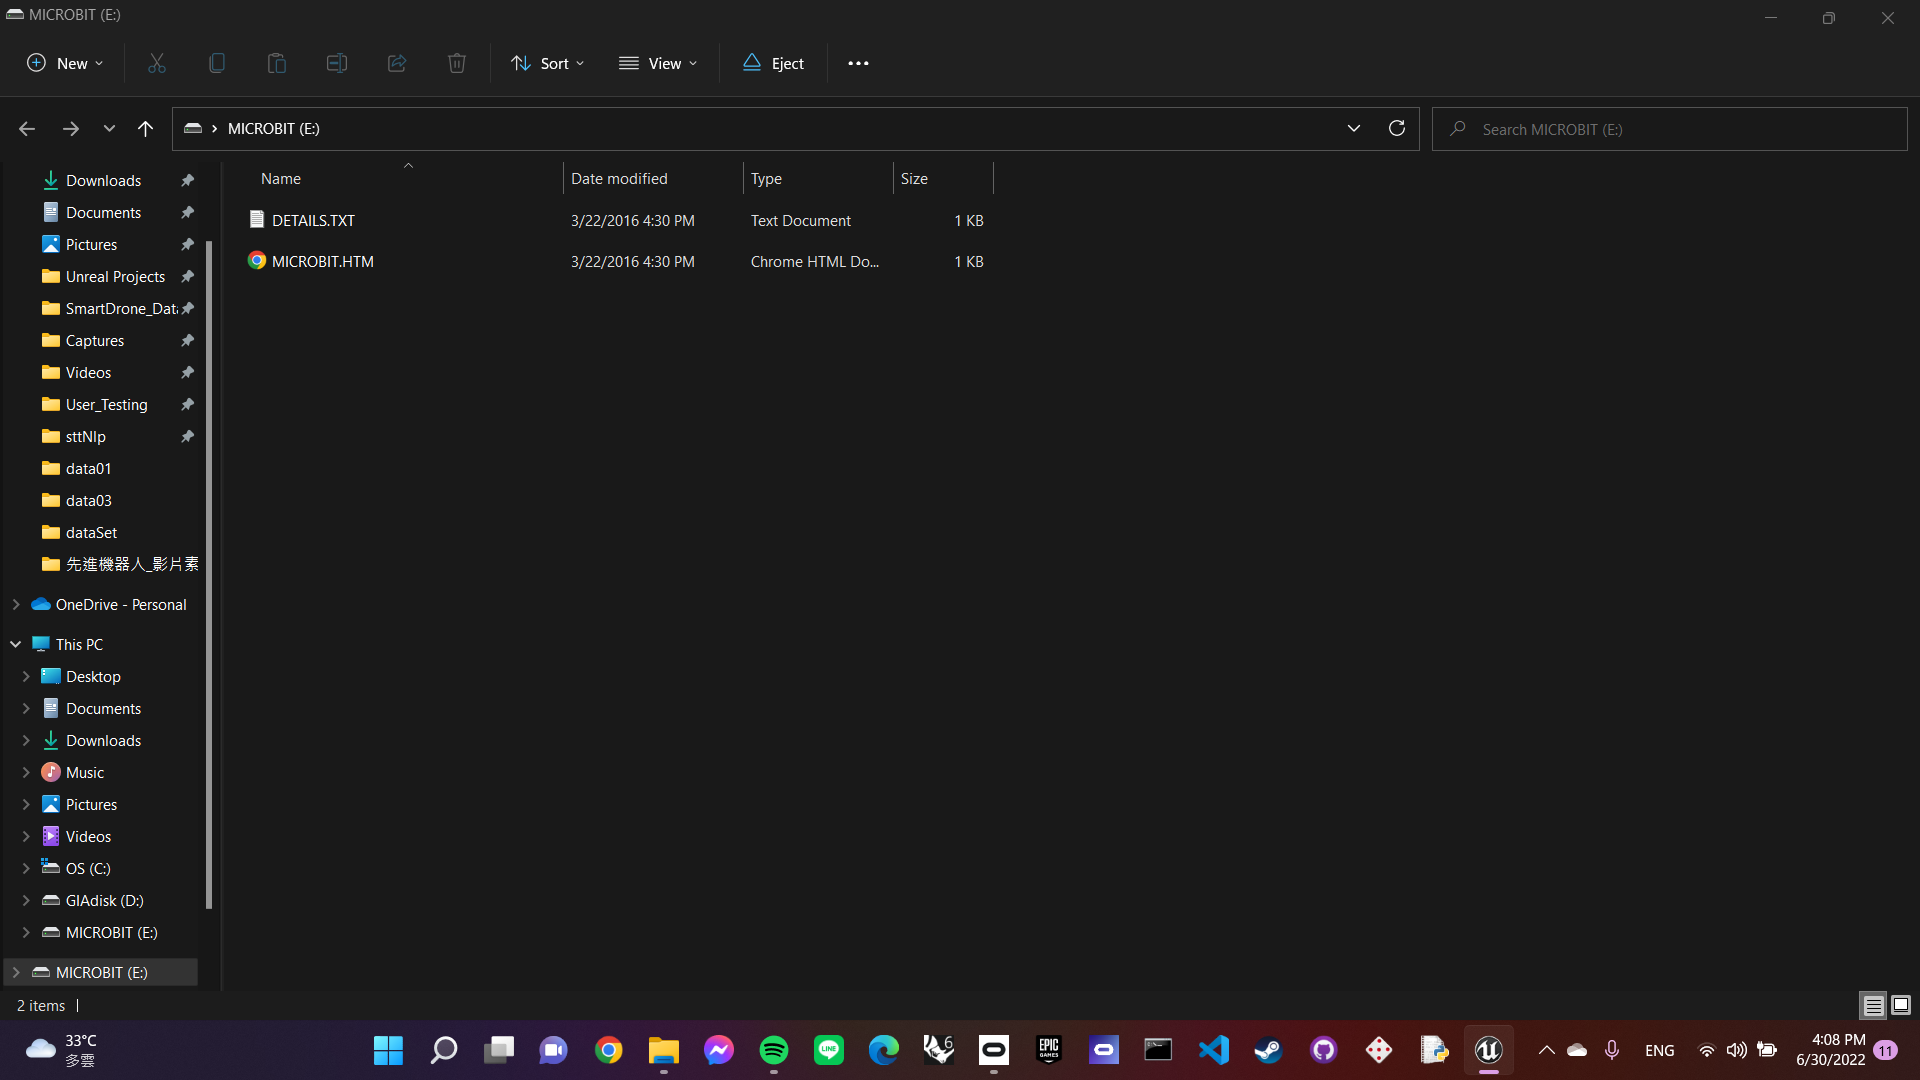 MICROBIT (E:)
New
Sort
View
Eject
MICROBIT (E:)
Search MICROBIT (E:)
Name
Date modified
Type
Size
DETAILS.TXT
3/22/2016 4:30 PM
Text Document
1 KB
MICROBIT.HTM
3/22/2016 4:30 PM
Chrome HTML Do...
1 KB
Downloads
Documents
Pictures
Unreal Projects
SmartDrone_Dat
Captures
Videos
User_Testing
sttNlp
data01
data03
dataSet
先進機器人_影片素
OneDrive - Personal
This PC
Desktop
Documents
Downloads
Music
Pictures
Videos
OS (C:)
GIAdisk (D:)
MICROBIT (E:)
MICROBIT (E:)
2 items
33°C
多雲
LINE
6
EPIC
GAMES
ENG
4:08 PM
6/30/2022
11